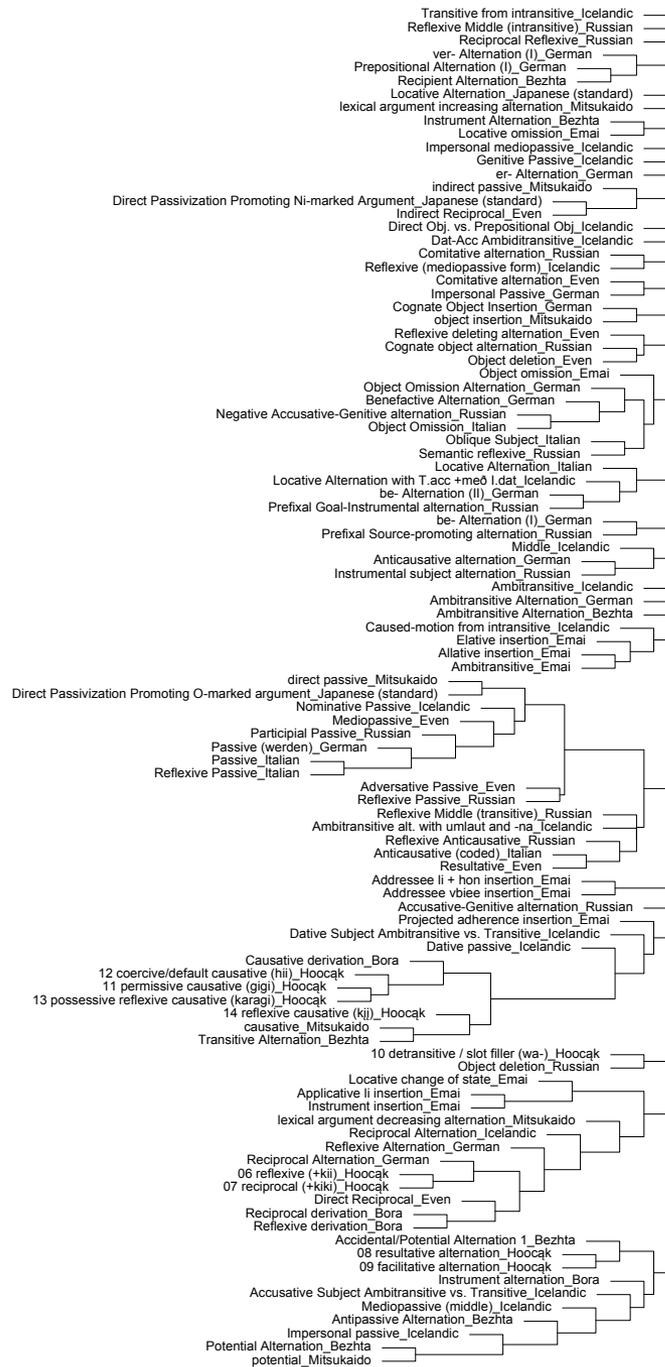 Transitive from intransitive_Icelandic
Reflexive Middle (intransitive)_Russian
Reciprocal Reflexive_Russian
ver- Alternation (I)_German
Prepositional Alternation (I)_German
Recipient Alternation_Bezhta
Locative Alternation_Japanese (standard)
lexical argument increasing alternation_Mitsukaido
Instrument Alternation_Bezhta
Locative omission_Emai
Impersonal mediopassive_Icelandic
Genitive Passive_Icelandic
er- Alternation_German
indirect passive_Mitsukaido
Direct Passivization Promoting Ni-marked Argument_Japanese (standard)
Indirect Reciprocal_Even
Direct Obj. vs. Prepositional Obj_Icelandic
Dat-Acc Ambiditransitive_Icelandic
Comitative alternation_Russian
Reflexive (mediopassive form)_Icelandic
Comitative alternation_Even
Impersonal Passive_German
Cognate Object Insertion_German
object insertion_Mitsukaido
Reflexive deleting alternation_Even
Cognate object alternation_Russian
Object deletion_Even
Object omission_Emai
Object Omission Alternation_German
Benefactive Alternation_German
Negative Accusative-Genitive alternation_Russian
Object Omission_Italian
Oblique Subject_Italian
Semantic reflexive_Russian
Locative Alternation_Italian
Locative Alternation with T.acc +með I.dat_Icelandic
be- Alternation (II)_German
Prefixal Goal-Instrumental alternation_Russian
be- Alternation (I)_German
Prefixal Source-promoting alternation_Russian
Middle_Icelandic
Anticausative alternation_German
Instrumental subject alternation_Russian
Ambitransitive_Icelandic
Ambitransitive Alternation_German
Ambitransitive Alternation_Bezhta
Caused-motion from intransitive_Icelandic
Elative insertion_Emai
Allative insertion_Emai
Ambitransitive_Emai
direct passive_Mitsukaido
Direct Passivization Promoting O-marked argument_Japanese (standard)
Nominative Passive_Icelandic
Mediopassive_Even
Participial Passive_Russian
Passive (werden)_German
Passive_Italian
Reflexive Passive_Italian
Adversative Passive_Even
Reflexive Passive_Russian
Reflexive Middle (transitive)_Russian
Ambitransitive alt. with umlaut and -na_Icelandic
Reflexive Anticausative_Russian
Anticausative (coded)_Italian
Resultative_Even
Addressee li + hon insertion_Emai
Addressee vbiee insertion_Emai
Accusative-Genitive alternation_Russian
Projected adherence insertion_Emai
Dative Subject Ambitransitive vs. Transitive_Icelandic
Dative passive_Icelandic
Causative derivation_Bora
12 coercive/default causative (hii)_Hoocąk
11 permissive causative (gigi)_Hoocąk
13 possessive reflexive causative (karagi)_Hoocąk
14 reflexive causative (kįį)_Hoocąk
causative_Mitsukaido
Transitive Alternation_Bezhta
10 detransitive / slot filler (wa-)_Hoocąk
Object deletion_Russian
Locative change of state_Emai
Applicative li insertion_Emai
Instrument insertion_Emai
lexical argument decreasing alternation_Mitsukaido
Reciprocal Alternation_Icelandic
Reflexive Alternation_German
Reciprocal Alternation_German
06 reflexive (+kii)_Hoocąk
07 reciprocal (+kiki)_Hoocąk
Direct Reciprocal_Even
Reciprocal derivation_Bora
Reflexive derivation_Bora
Accidental/Potential Alternation 1_Bezhta
08 resultative alternation_Hoocąk
09 facilitative alternation_Hoocąk
Instrument alternation_Bora
Accusative Subject Ambitransitive vs. Transitive_Icelandic
Mediopassive (middle)_Icelandic
Antipassive Alternation_Bezhta
Impersonal passive_Icelandic
Potential Alternation_Bezhta
potential_Mitsukaido